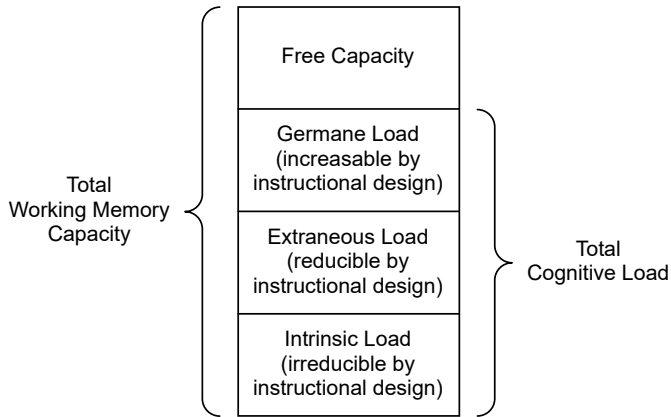 Free Capacity
Germane Load
(increasable by
instructional design)
Total
Working Memory
Capacity
Extraneous Load
(reducible by
instructional design)
Total
Cognitive Load
Intrinsic Load
(irreducible by
instructional design)